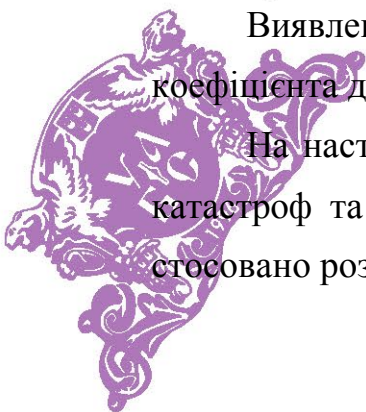 Виявлен
коефіцієнта д
На наст
катастроф та
стосовано роз